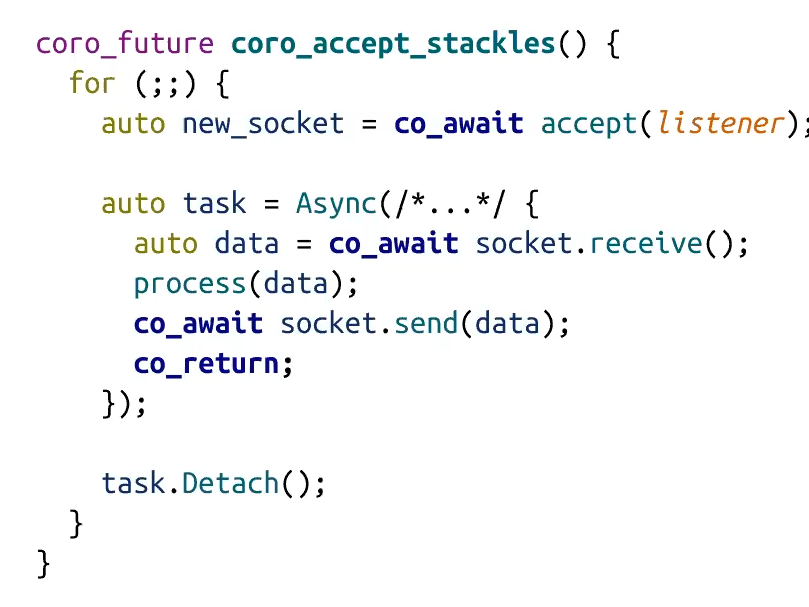 coro_future coro_accept_stackles() {
for (;;) {
auto new_socket = co_await accept(listener);
auto task = Async(/*...*/ {
auto data = co_await socket.receive();
process(data);
co_await socket.send(data);
co_return;
});
task.Detach();
}
}